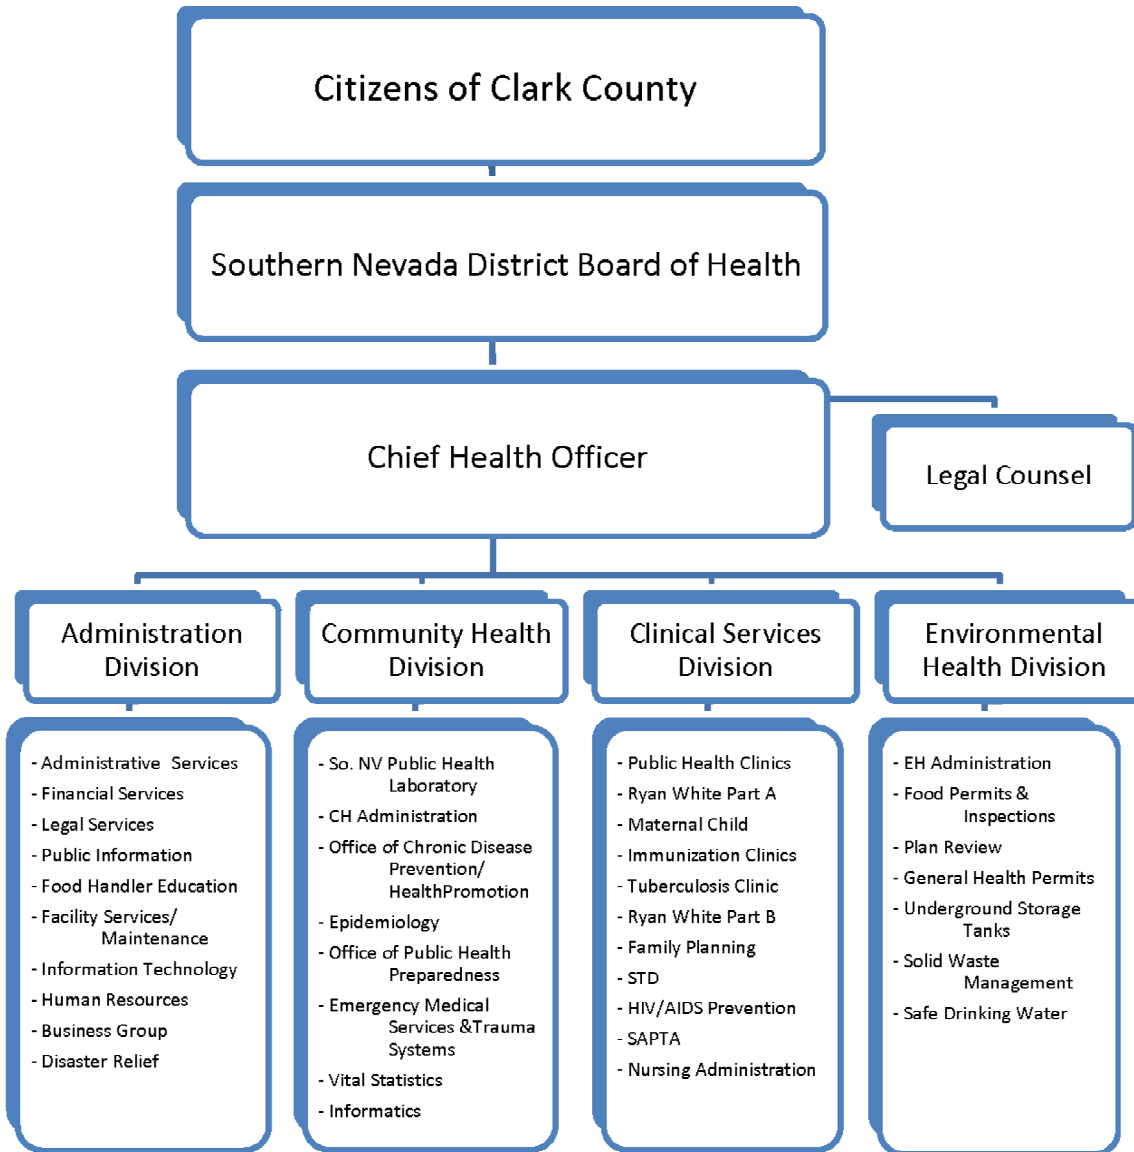 Citizens of Clark County
Southern Nevada District Board of Health
Chief Health Officer
Legal Counsel
Administration
Division
- Administrative Services
- Financial Services
- Legal Services
- Public Information
- Food Handler Education
- Facility Services/
Maintenance
- Information Technology
- Human Resources
- Business Group
- Disaster Relief
Community Health
Division
- So. NV Public Health
Laboratory
- CH Administration
- Office of Chronic Disease
Prevention/
HealthPromotion
- Epidemiology
- Office of Public Health
Preparedness
- Emergency Medical
Services &Trauma
Systems
- Vital Statistics
- Informatics
Clinical Services
Division
- Public Health Clinics
- Ryan White Part A
- Maternal Child
- Immunization Clinics
- Tuberculosis Clinic
- Ryan White Part B
- Family Planning
- STD
- HIV/AIDS Prevention
- SAPTA
- Nursing Administration
Environmental
Health Division
- EH Administration
- Food Permits &
Inspections
- Plan Review
- General Health Permits
- Underground Storage
Tanks
- Solid Waste
Management
- Safe Drinking Water